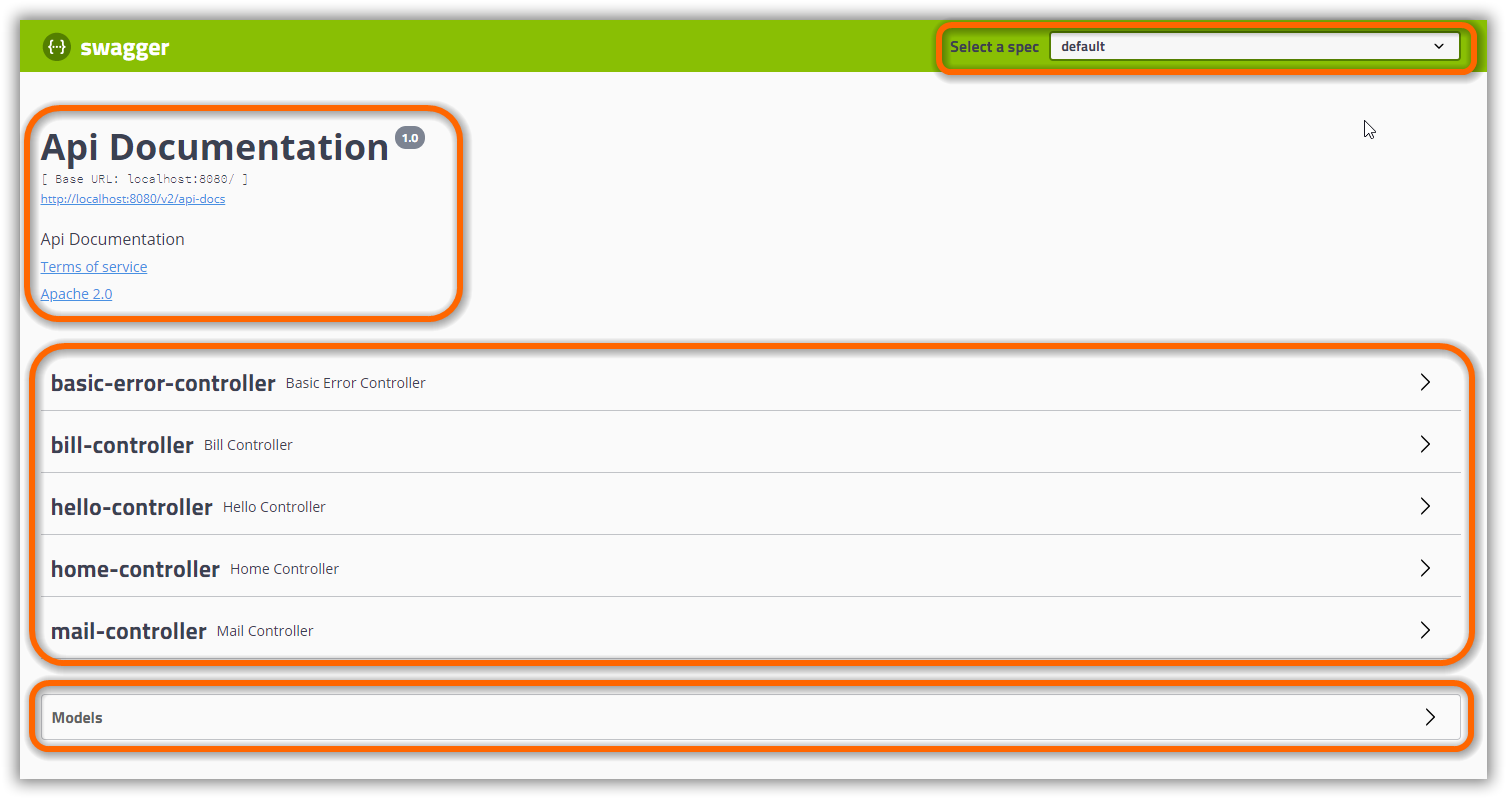 {··} swagger
Select a spec default
Api Documentation 1.0
[ Base URL: localhost:8080/ ]
http://localhost:8080/v2/api-docs
Api Documentation
Terms of service
Apache 2.0
basic-error-controller Basic Error Controller
bill-controller Bill Controller
hello-controller Hello Controller
home-controller Home Controller
mail-controller Mail Controller
Models